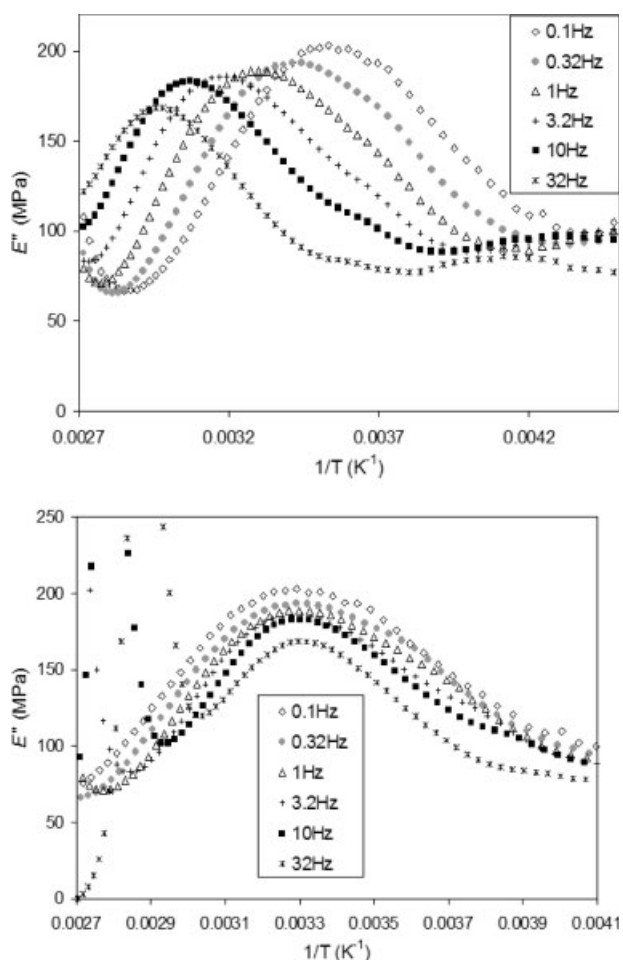 200
150
100
50
0
E" (MPa)
0.0027
0.0032
0.0037
0.0042
1/T (K⁻¹)
0.1Hz
0.32Hz
1Hz
3.2Hz
10Hz
32Hz
250
200
150
100
50
0
E" (MPa)
0.1Hz
0.32Hz
1Hz
3.2Hz
10Hz
32Hz
0.0027
0.0029
0.0031
0.0033
0.0035
0.0037
0.0039
0.0041
1/T (K⁻¹)